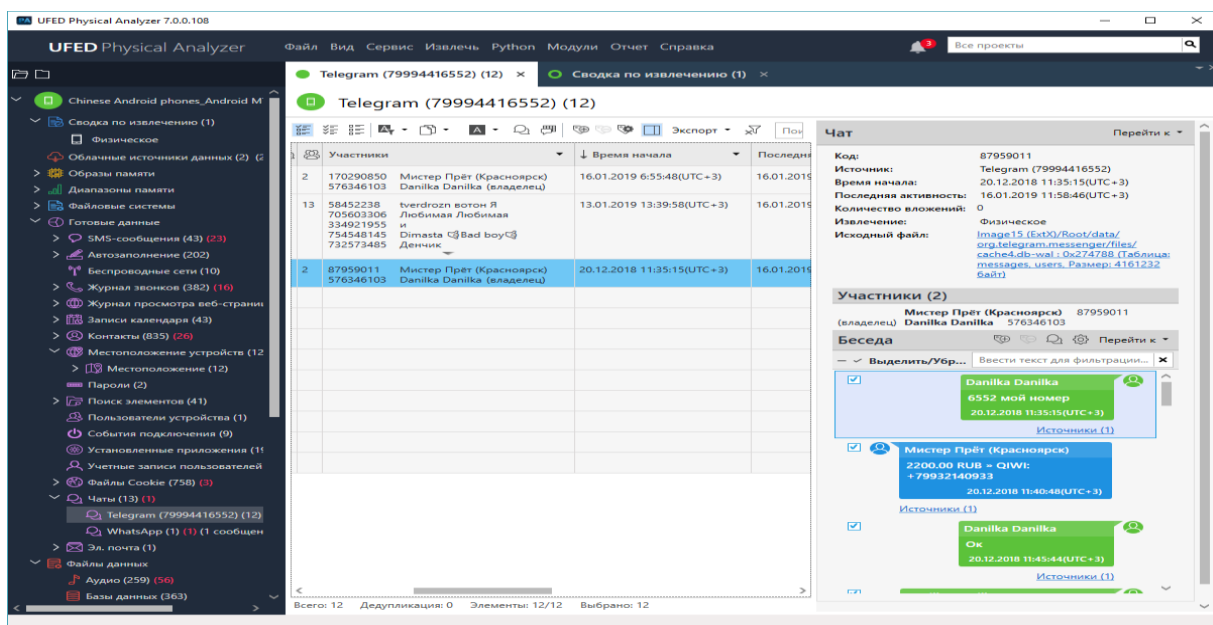 UFED Physical Analyzer 7.0.0.108
UFED Physical Analyzer
Файл Вид Сервис Извлечь Python Модули Отчет Справка
3
Все проекты
Telegram (79994416552) (12) ×
Сводка по извлечению (1) ×
Chinese Android phones_Android M
Сводка по извлечению (1)
Физическое
Облачные источники данных (2) (2
Образы памяти
Диапазоны памяти
Файловые системы
Готовые данные
SMS-сообщения (43) (23)
Автозаполнение (202)
Беспроводные сети (10)
Журнал звонков (382) (16)
Журнал просмотра веб-страниц
Записи календаря (43)
Контакты (835) (26)
Местоположение устройств (12
Местоположение (12)
Пароли (2)
Поиск элементов (41)
Пользователи устройства (1)
События подключения (9)
Установленные приложения (19
Учетные записи пользователей
Файлы Cookie (758) (3)
Чаты (13) (1)
Telegram (79994416552) (12)
WhatsApp (1) (1) (1 сообщен
Эл. почта (1)
Файлы данных
Аудио (259) (56)
Базы данных (363)
Telegram (79994416552) (12)
Экспорт
Пои
Участники
↓ Время начала
Последня
2 170290850 Мистер Прёт (Красноярск) 16.01.2019 6:55:48(UTC+3) 16.01.2019
576346103 Danilka Danilka (владелец)
13 58452238 tverdrozn вотон Я 13.01.2019 13:39:58(UTC+3) 16.01.2019
705603306 Любимая Любимая
334921955 и
754548145 Dimasta Bad boy
732573485 Денчик
2 87959011 Мистер Прёт (Красноярск) 20.12.2018 11:35:15(UTC+3) 16.01.2019
576346103 Danilka Danilka (владелец)
Всего: 12 Дедупликация: 0 Элементы: 12/12 Выбрано: 12
Чат
Перейти к
Код: 87959011
Источник: Telegram (79994416552)
Время начала: 20.12.2018 11:35:15(UTC+3)
Последняя активность: 16.01.2019 11:58:46(UTC+3)
Количество вложений: 0
Извлечение: Физическое
Исходный файл: Image15 (ExtX)/Root/data/
org.telegram.messenger/files/
cache4.db-wal : 0x274788 (Таблица:
messages, users, Размер: 4161232
байт)
Участники (2)
Мистер Прёт (Красноярск) 87959011
(владелец) Danilka Danilka 576346103
Беседа
Перейти к
Выделить/Убр...
Ввести текст для фильтрации...
Danilka Danilka
6552 мой номер
20.12.2018 11:35:15(UTC+3)
Источники (1)
Мистер Прёт (Красноярск)
2200.00 RUB » QIWI:
+79932140933
20.12.2018 11:40:48(UTC+3)
Источники (1)
Danilka Danilka
Ок
20.12.2018 11:45:44(UTC+3)
Источники (1)